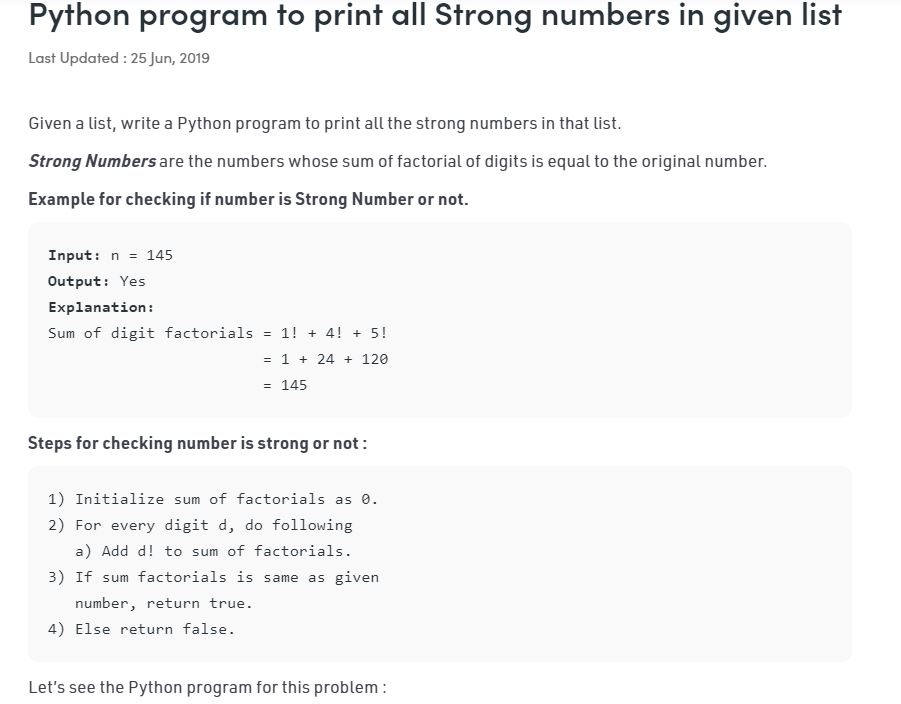 Python program to print all Strong numbers in given list
Last Updated : 25 Jun, 2019
Given a list, write a Python program to print all the strong numbers in that list.
Strong Numbers are the numbers whose sum of factorial of digits is equal to the original number.
Example for checking if number is Strong Number or not.
Input: n = 145
Output: Yes
Explanation:
Sum of digit factorials = 1! + 4! + 5!
= 1 + 24 + 120
= 145
Steps for checking number is strong or not :
1) Initialize sum of factorials as 0.
2) For every digit d, do following
a) Add d! to sum of factorials.
3) If sum factorials is same as given
number, return true.
4) Else return false.
Let's see the Python program for this problem :